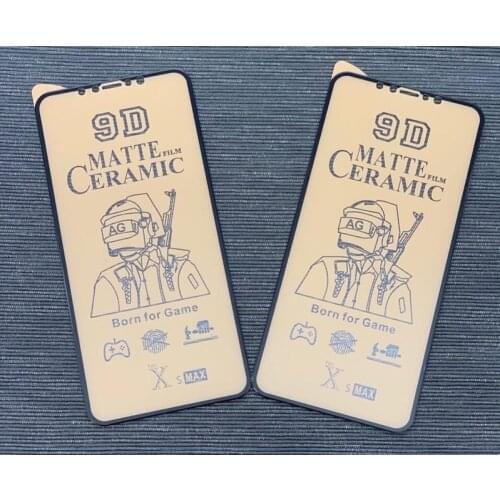 9D
MATTE FILM
CERAMIC
AG
Born for Game
X S MAX
9D
MATTE FILM
CERAMIC
AG
Born for Game
X S MAX